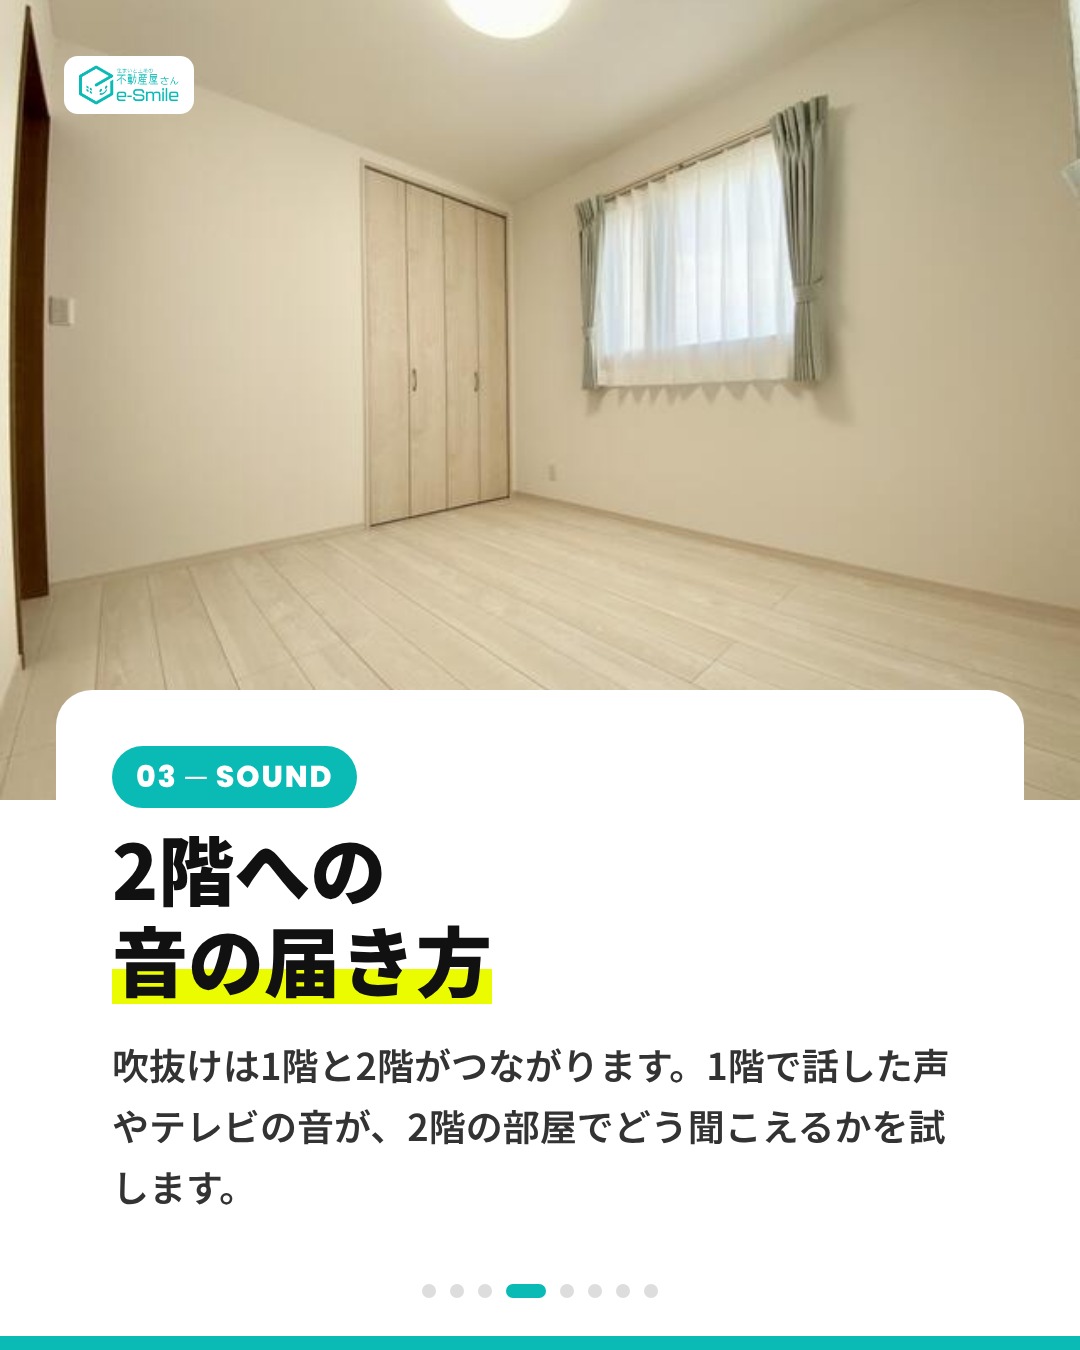 不動産屋さん
e-Smile
03 — SOUND
2階への
音の届き方
吹抜けは1階と2階がつながります。1階で話した声
やテレビの音が、2階の部屋でどう聞こえるかを試
します。